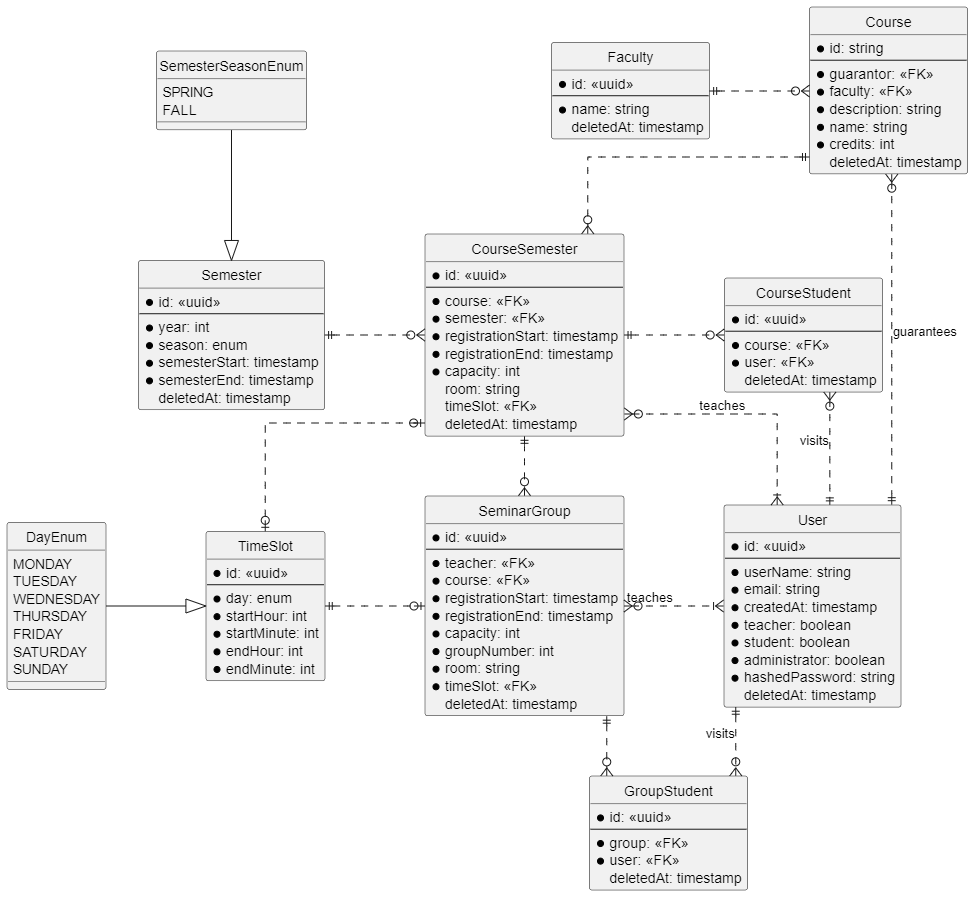 Course
id: string
guarantor: «FK»
faculty: «FK»
description: string
name: string
credits: int
deletedAt: timestamp
Faculty
id: «uuid»
name: string
deletedAt: timestamp
SemesterSeasonEnum
SPRING
FALL
CourseSemester
id: «uuid»
course: «FK»
semester: «FK»
registrationStart: timestamp
registrationEnd: timestamp
capacity: int
room: string
timeSlot: «FK»
deletedAt: timestamp
Semester
id: «uuid»
year: int
season: enum
semesterStart: timestamp
semesterEnd: timestamp
deletedAt: timestamp
CourseStudent
id: «uuid»
course: «FK»
user: «FK»
deletedAt: timestamp
guarantees
teaches
visits
DayEnum
MONDAY
TUESDAY
WEDNESDAY
THURSDAY
FRIDAY
SATURDAY
SUNDAY
TimeSlot
id: «uuid»
day: enum
startHour: int
startMinute: int
endHour: int
endMinute: int
SeminarGroup
id: «uuid»
teacher: «FK»
course: «FK»
registrationStart: timestamp
registrationEnd: timestamp
capacity: int
groupNumber: int
room: string
timeSlot: «FK»
deletedAt: timestamp
teaches
User
id: «uuid»
userName: string
email: string
createdAt: timestamp
teacher: boolean
student: boolean
administrator: boolean
hashedPassword: string
deletedAt: timestamp
visits
GroupStudent
id: «uuid»
group: «FK»
user: «FK»
deletedAt: timestamp